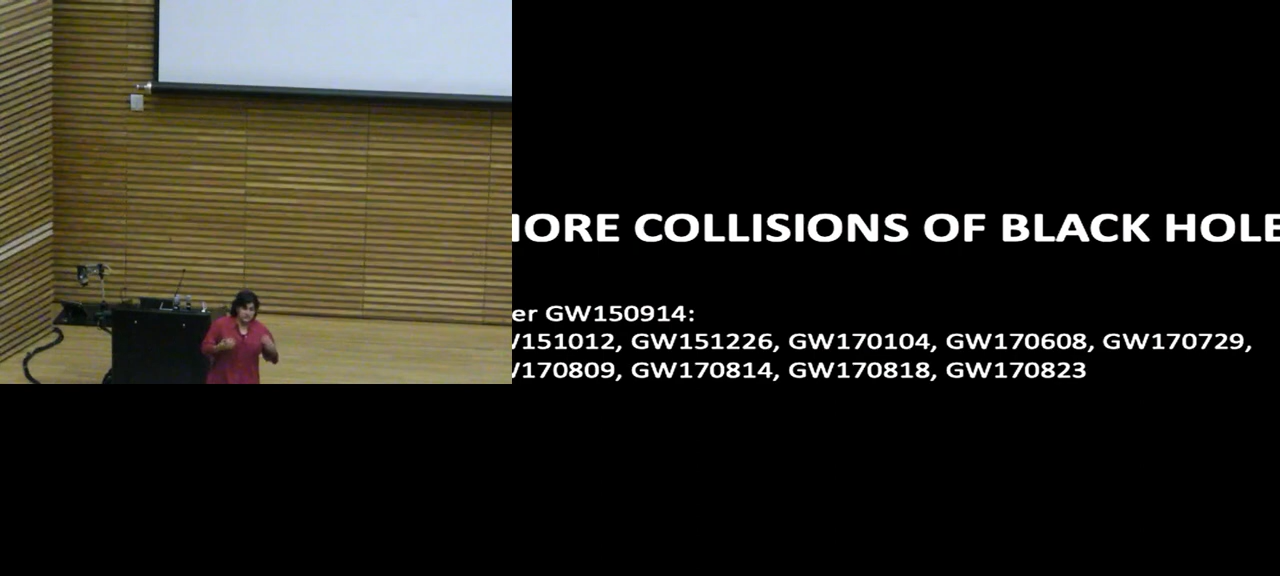 IORE COLLISIONS OF BLACK HOLE
er GW150914:
/151012, GW151226, GW170104, GW170608, GW170729,
/170809, GW170814, GW170818, GW170823